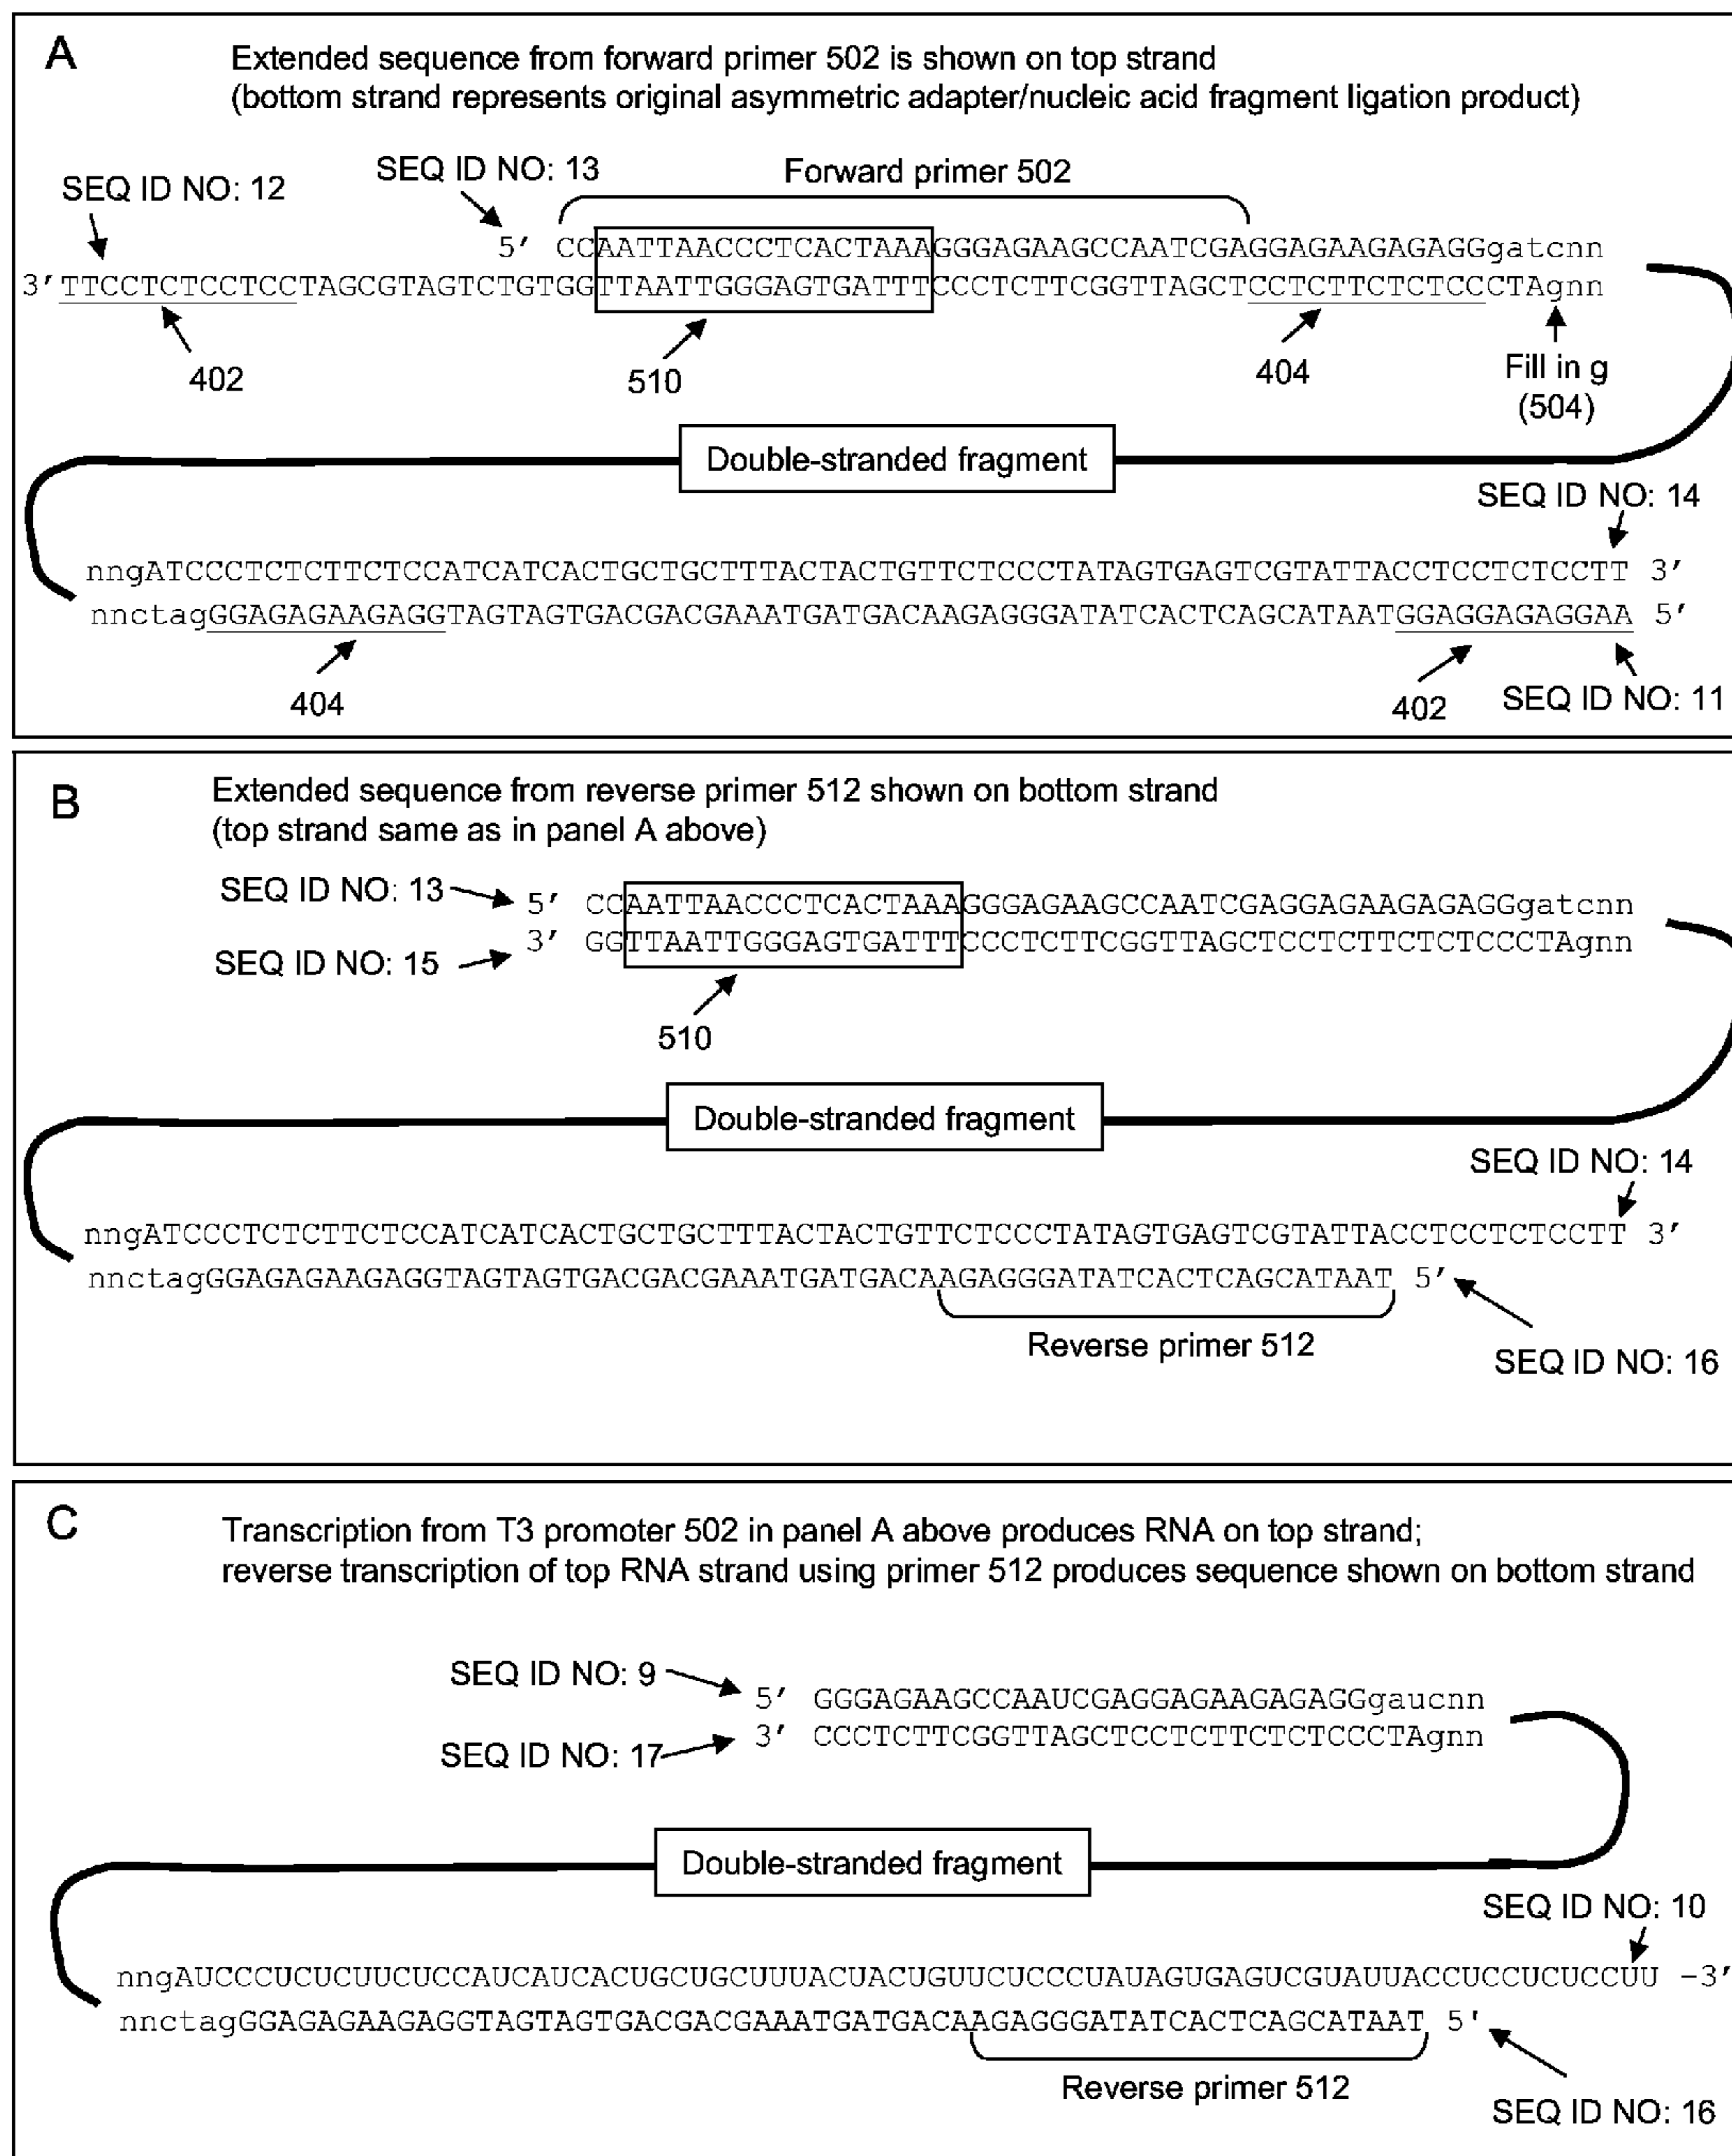 A
Extended sequence from forward primer 502 is shown on top strand
(bottom strand represents original asymmetric adapter/nucleic acid fragment ligation product)
SEQ ID NO: 12
SEQ ID NO: 13
Forward primer 502
5′ CCAATTAACCCTCACTAAAGGGAGAAGCCAATCGAGGAGAAGAGAGGgatcnn
3′TTCCTCTCCTCCTAGCGTAGTCTGTGGTTAATTGGGAGTGATTTCCCTCTTCGGTTAGCTCCTCTTCTCTCCCTAgnn
402
510
404
Fill in g
(504)
Double-stranded fragment
SEQ ID NO: 14
nngATCCCTCTCTTCTCCATCATCACTGCTGCTTTACTACTGTTCTCCCTATAGTGAGTCGTATTACCTCCTCTCCTT 3′
nnctagGGAGAGAAGAGGTAGTAGTGACGACGAAATGATGACAAGAGGGATATCACTCAGCATAATGGAGGAGAGGAA 5′
404
402
SEQ ID NO: 11
B
Extended sequence from reverse primer 512 shown on bottom strand
(top strand same as in panel A above)
SEQ ID NO: 13
5′ CCAATTAACCCTCACTAAAGGGAGAAGCCAATCGAGGAGAAGAGAGGgatcnn
3′ GGTTAATTGGGAGTGATTTCCCTCTTCGGTTAGCTCCTCTTCTCTCCCTAgnn
SEQ ID NO: 15
510
Double-stranded fragment
SEQ ID NO: 14
nngATCCCTCTCTTCTCCATCATCACTGCTGCTTTACTACTGTTCTCCCTATAGTGAGTCGTATTACCTCCTCTCCTT 3′
nnctagGGAGAGAAGAGGTAGTAGTGACGACGAAATGATGACAAGAGGGATATCACTCAGCATAAT 5′
Reverse primer 512
SEQ ID NO: 16
C
Transcription from T3 promoter 502 in panel A above produces RNA on top strand;
reverse transcription of top RNA strand using primer 512 produces sequence shown on bottom strand
SEQ ID NO: 9
5′ GGGAGAAGCCAAUCGAGGAGAAGAGAGGgaucnn
3′ CCCTCTTCGGTTAGCTCCTCTTCTCTCCCTAgnn
SEQ ID NO: 17
Double-stranded fragment
SEQ ID NO: 10
nngAUCCCUCUCUUCUCCAUCAUCACUGCUGCUUUACUACUGUUCUCCCUAUAGUGAGUCGUAUUACCUCCUCUCCUU -3′
nnctagGGAGAGAAGAGGTAGTAGTGACGACGAAATGATGACAAGAGGGATATCACTCAGCATAAT 5'
Reverse primer 512
SEQ ID NO: 16